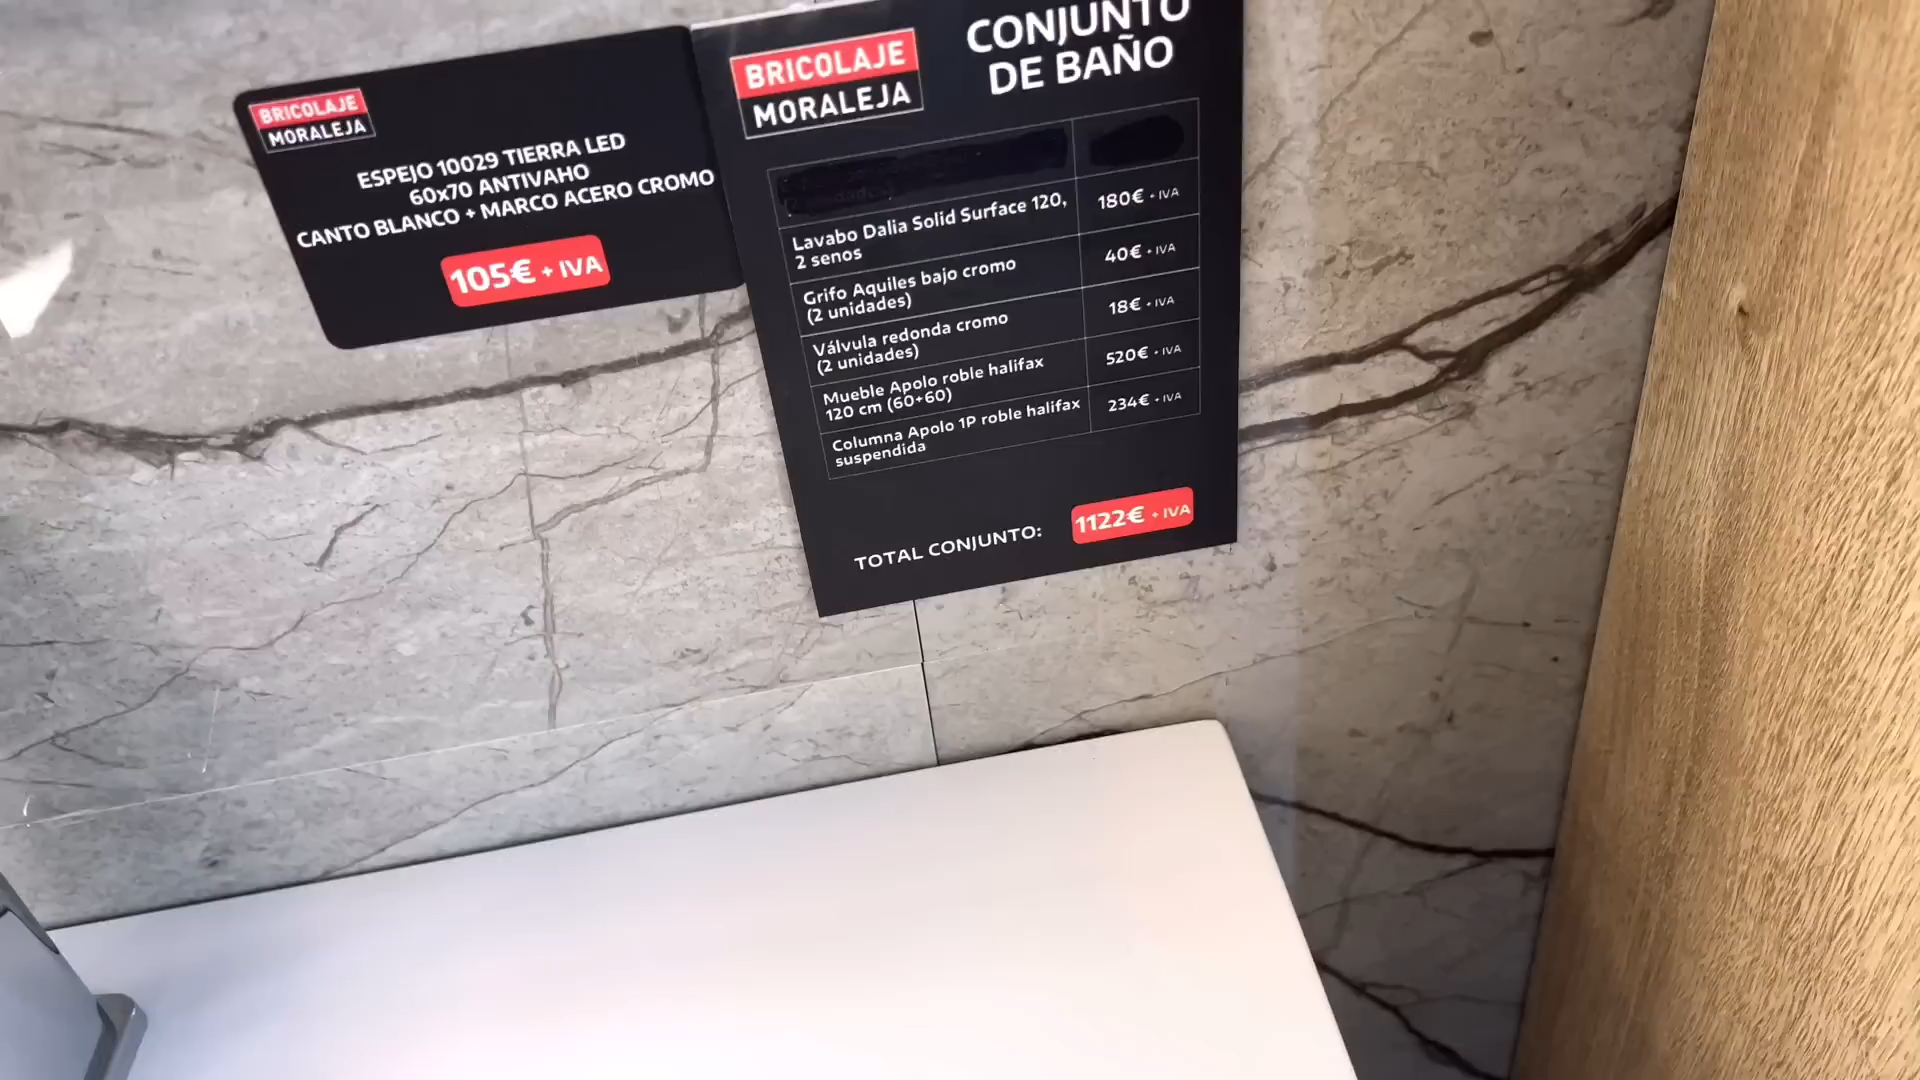 BRICOLAJE
MORALEJA
ESPEJO 10029 TIERRA LED
60x70 ANTIVAHO
CANTO BLANCO + MARCO ACERO CROMO
105€ + IVA
BRICOLAJE
MORALEJA
CONJUNTO
DE BAÑO
Lavabo Dalia Solid Surface 120,
2 senos
180€ + IVA
Grifo Aquiles bajo cromo
(2 unidades)
40€ + IVA
Válvula redonda cromo
(2 unidades)
18€ + IVA
Mueble Apolo roble halifax
120 cm (60+60)
520€ + IVA
Columna Apolo 1P roble halifax
suspendida
234€ + IVA
TOTAL CONJUNTO:
1122€ + IVA